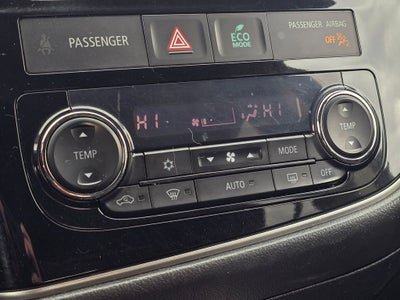 PASSENGER
ECO
MODE
PASSENGER AIRBAG
OFF
HI
HI
TEMP
TEMP
MODE
AUTO
OFF